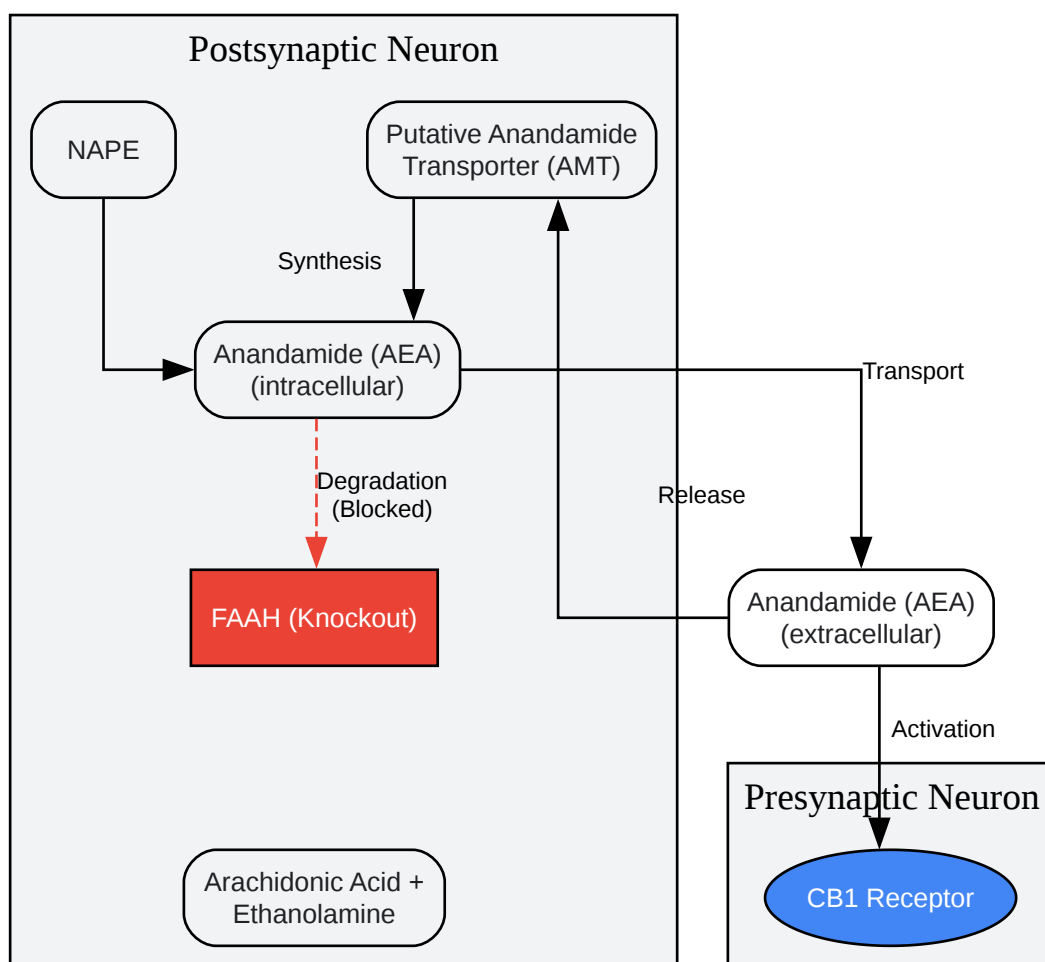 Postsynaptic Neuron
NAPE
Putative Anandamide
Transporter (AMT)
Synthesis
Anandamide (AEA)
(intracellular)
Transport
Degradation
(Blocked)
Release
FAAH (Knockout)
Anandamide (AEA)
(extracellular)
Activation
Presynaptic Neuron
Arachidonic Acid +
Ethanolamine
CB1 Receptor